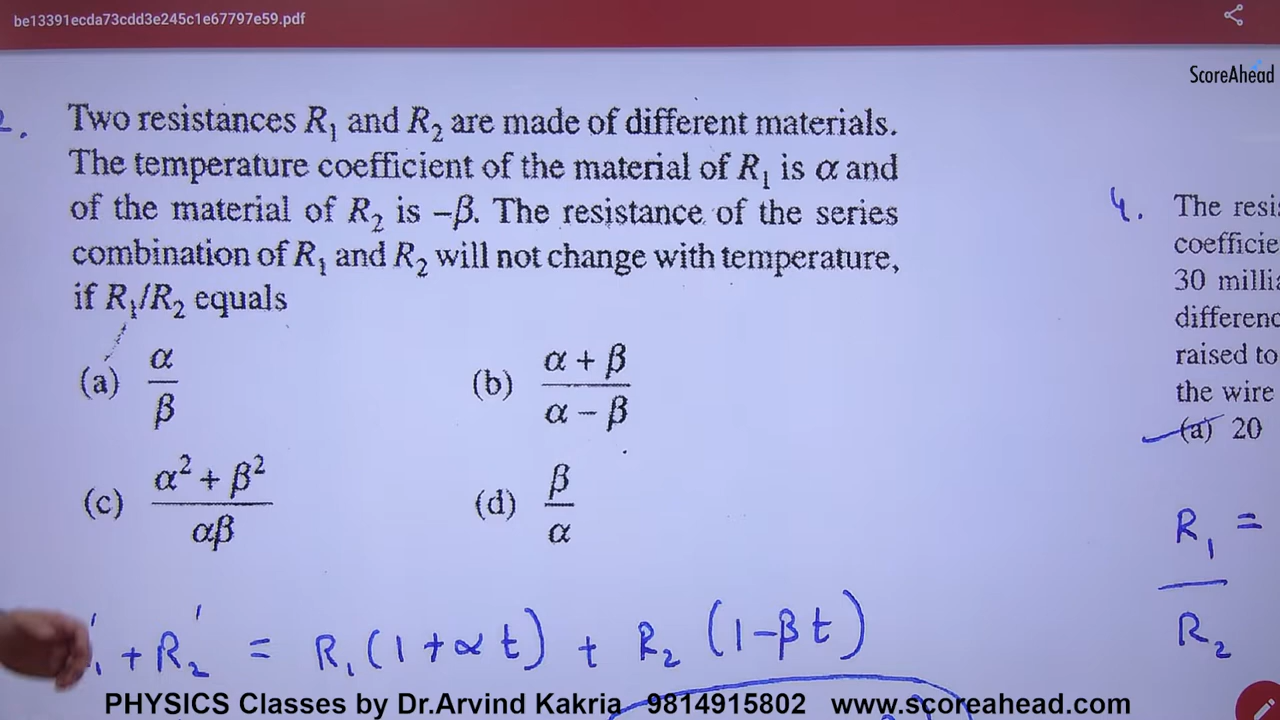 be13391ecda73cdd3e245c1e67797e59.pdf
ScoreAhead
2.
Two resistances R₁ and R₂ are made of different materials.
The temperature coefficient of the material of R₁ is α and
of the material of R₂ is –β. The resistance of the series
combination of R₁ and R₂ will not change with temperature,
if R₁/R₂ equals
(a) α/β
(b) (α + β)/(α – β)
(c) (α² + β²)/(αβ)
(d) β/α
+ R₂' = R₁(1+αt) + R₂(1-βt)
4. The
30
raised to
the wire
(a) 20
R₁ =
R₂
PHYSICS Classes by Dr.Arvind Kakria 9814915802 www.scoreahead.com